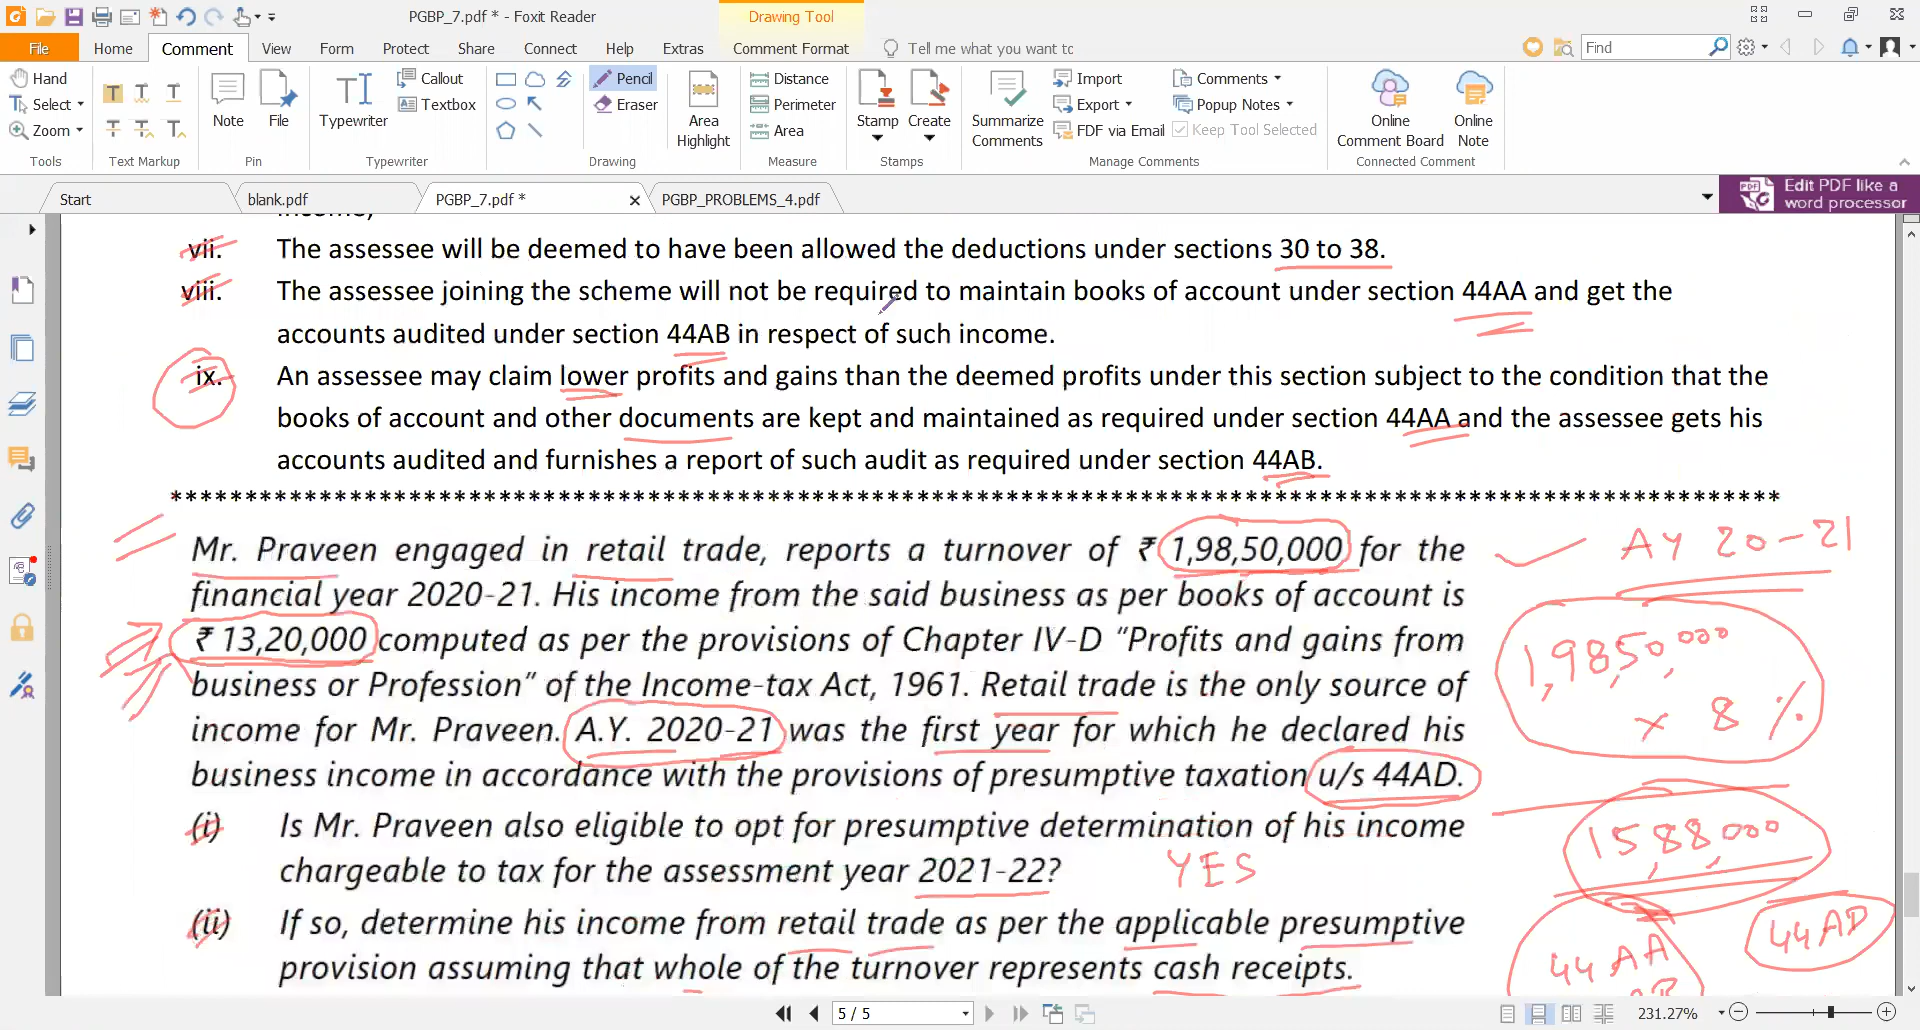 PGBP_7.pdf * - Foxit Reader
Drawing Tool
File Home Comment View Form Protect Share Connect Help Extras Comment Format Tell me what you want to Find
Hand
Select
Zoom
Tools
Text Markup
Note
File
Pin
Typewriter
Callout
Textbox
Typewriter
Pencil
Eraser
Drawing
Area Highlight
Distance
Perimeter
Area
Measure
Stamp
Create
Stamps
Summarize Comments
Import
Export
FDF via Email
Comments
Popup Notes
Keep Tool Selected
Manage Comments
Online Comment Board
Online Note
Connected Comment
Start blank.pdf PGBP_7.pdf * PGBP_PROBLEMS_4.pdf
Edit PDF like a
word processor
income,
vii. The assessee will be deemed to have been allowed the deductions under sections 30 to 38.
viii. The assessee joining the scheme will not be required to maintain books of account under section 44AA and get the
accounts audited under section 44AB in respect of such income.
ix. An assessee may claim lower profits and gains than the deemed profits under this section subject to the condition that the
books of account and other documents are kept and maintained as required under section 44AA and the assessee gets his
accounts audited and furnishes a report of such audit as required under section 44AB.
Mr. Praveen engaged in retail trade, reports a turnover of ₹ 1,98,50,000 for the
financial year 2020-21. His income from the said business as per books of account is
₹ 13,20,000 computed as per the provisions of Chapter IV-D "Profits and gains from
business or Profession" of the Income-tax Act, 1961. Retail trade is the only source of
income for Mr. Praveen. A.Y. 2020-21 was the first year for which he declared his
business income in accordance with the provisions of presumptive taxation u/s 44AD.
(i) Is Mr. Praveen also eligible to opt for presumptive determination of his income
chargeable to tax for the assessment year 2021-22?
YES
(ii) If so, determine his income from retail trade as per the applicable presumptive
provision assuming that whole of the turnover represents cash receipts.
AY 20-21
1,98,50,000
x 8 %
15,88,000
44AD
44AA
5 / 5
231.27%